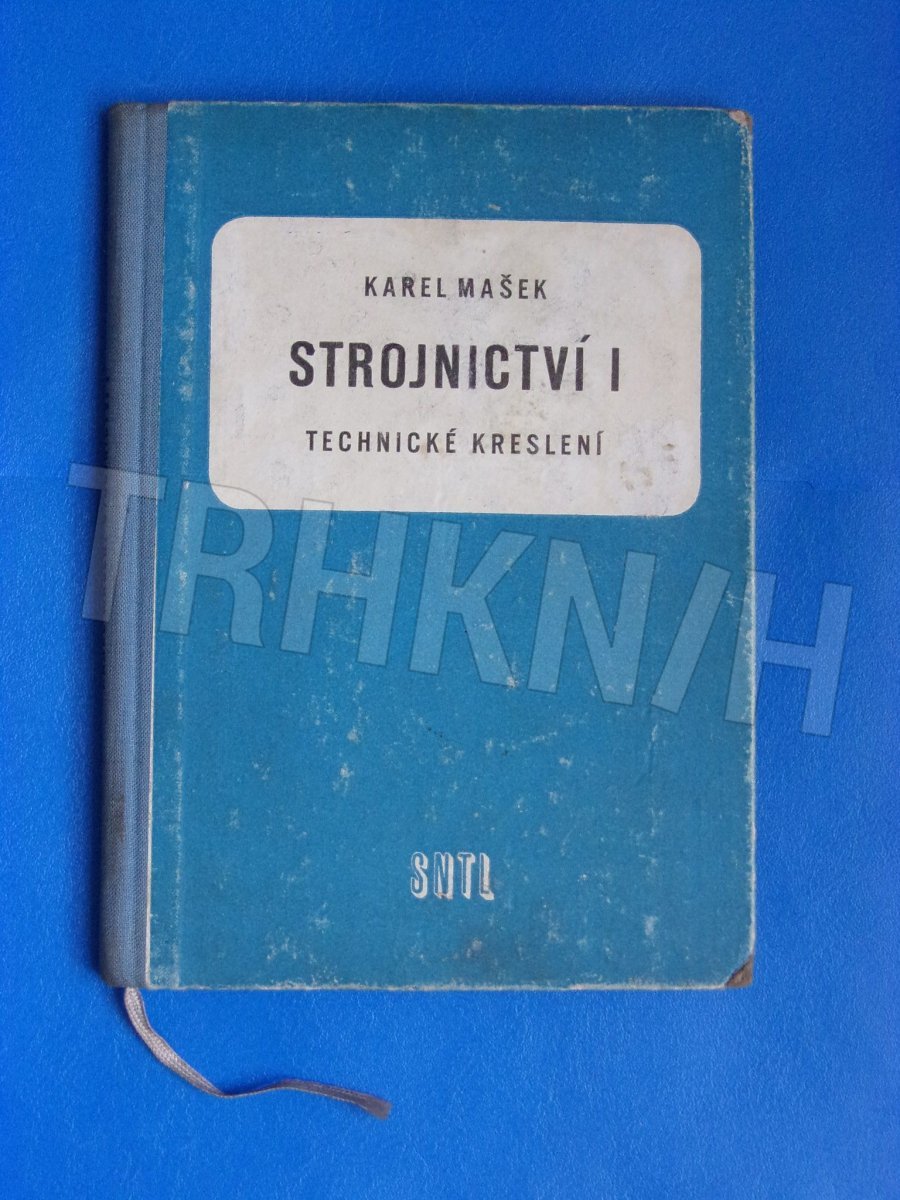 KAREL MAŠEK
STROJNICTVÍ I
TECHNICKÉ KRESLENÍ
TRHKNIH
SNTL